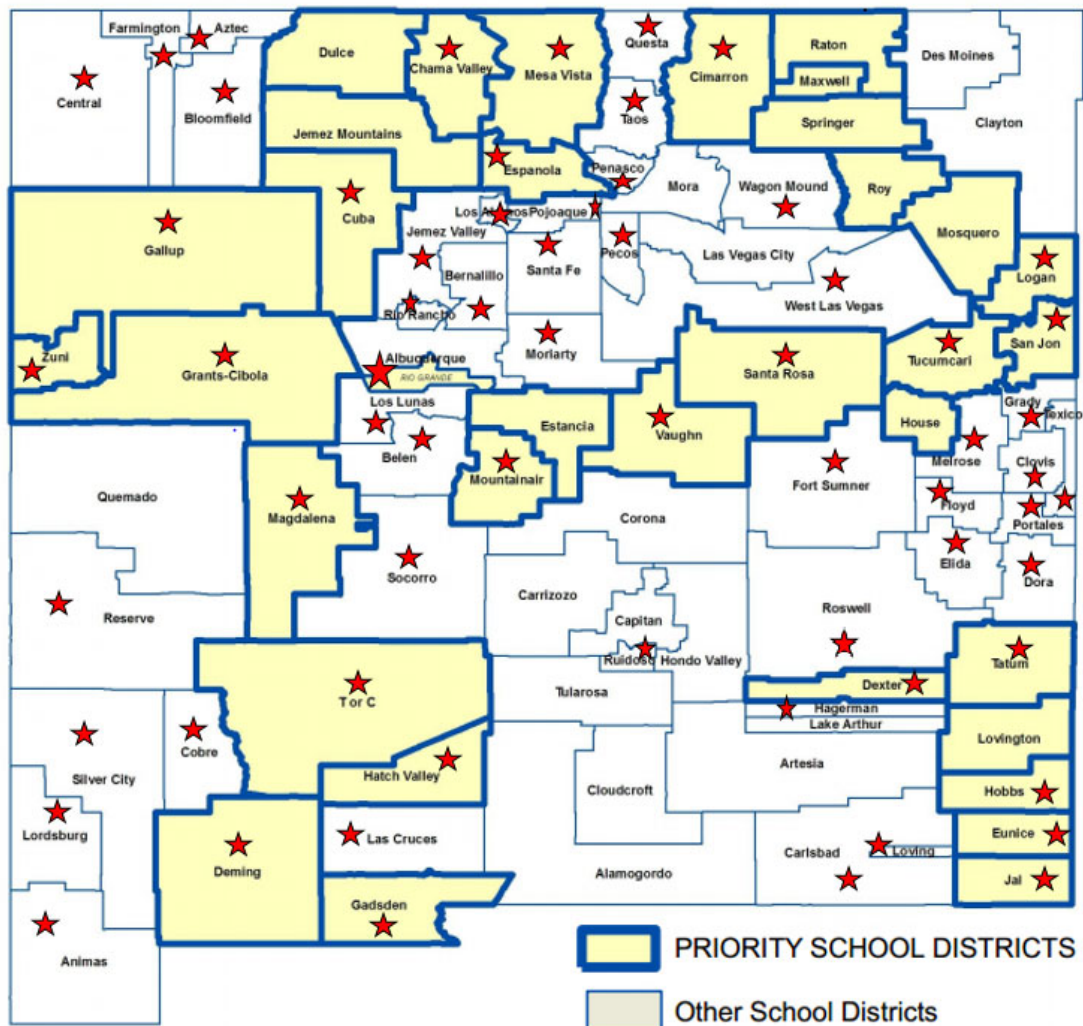 Farmington
Aztec
Central
Bloomfield
Dulce
Chama Valley
Mesa Vista
Questa
Cimarron
Raton
Maxwell
Springer
Des Moines
Clayton
Taos
Jemez Mountains
Espanola
Penasco
Mora
Wagon Mound
Roy
Mosquero
Gallup
Cuba
Los Alamos
Pojoaque
Jemez Valley
Bernalillo
Santa Fe
Pecos
Las Vegas City
Logan
West Las Vegas
Rio Rancho
San Jon
Zuni
Grants-Cibola
Albuquerque
RIO GRANDE
Moriarty
Santa Rosa
Tucumcari
Los Lunas
Belen
Estancia
Vaughn
House
Grady
Texico
Mountainair
Melrose
Clovis
Quemado
Magdalena
Fort Sumner
Floyd
Portales
Corona
Socorro
Elida
Dora
Reserve
Carrizozo
Capitan
Roswell
Ruidoso
Hondo Valley
Tatum
T or C
Tularosa
Dexter
Hagerman
Lake Arthur
Cobre
Silver City
Hatch Valley
Lovington
Artesia
Cloudcroft
Hobbs
Lordsburg
Las Cruces
Eunice
Deming
Carlsbad
Loving
Alamogordo
Jal
Gadsden
Animas
PRIORITY SCHOOL DISTRICTS
Other School Districts